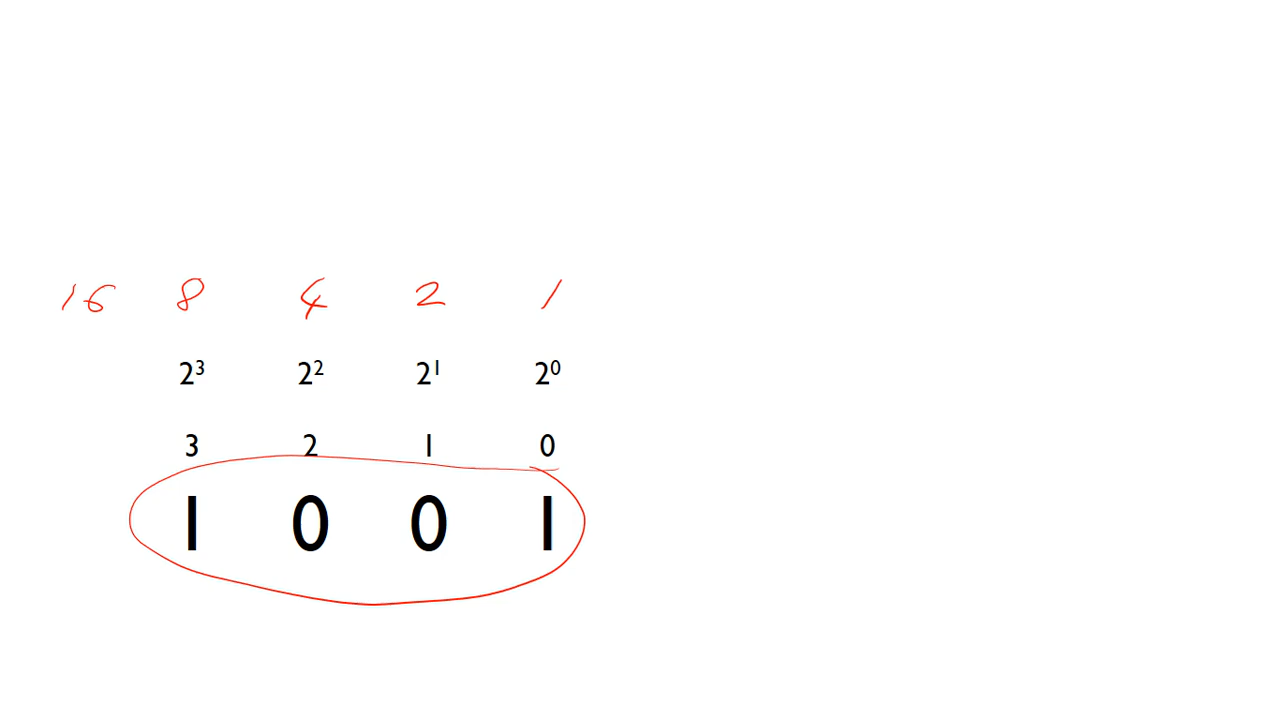 16 8 4 2 1
2³ 2² 2¹ 2⁰
3 2 1 0
1 0 0 1